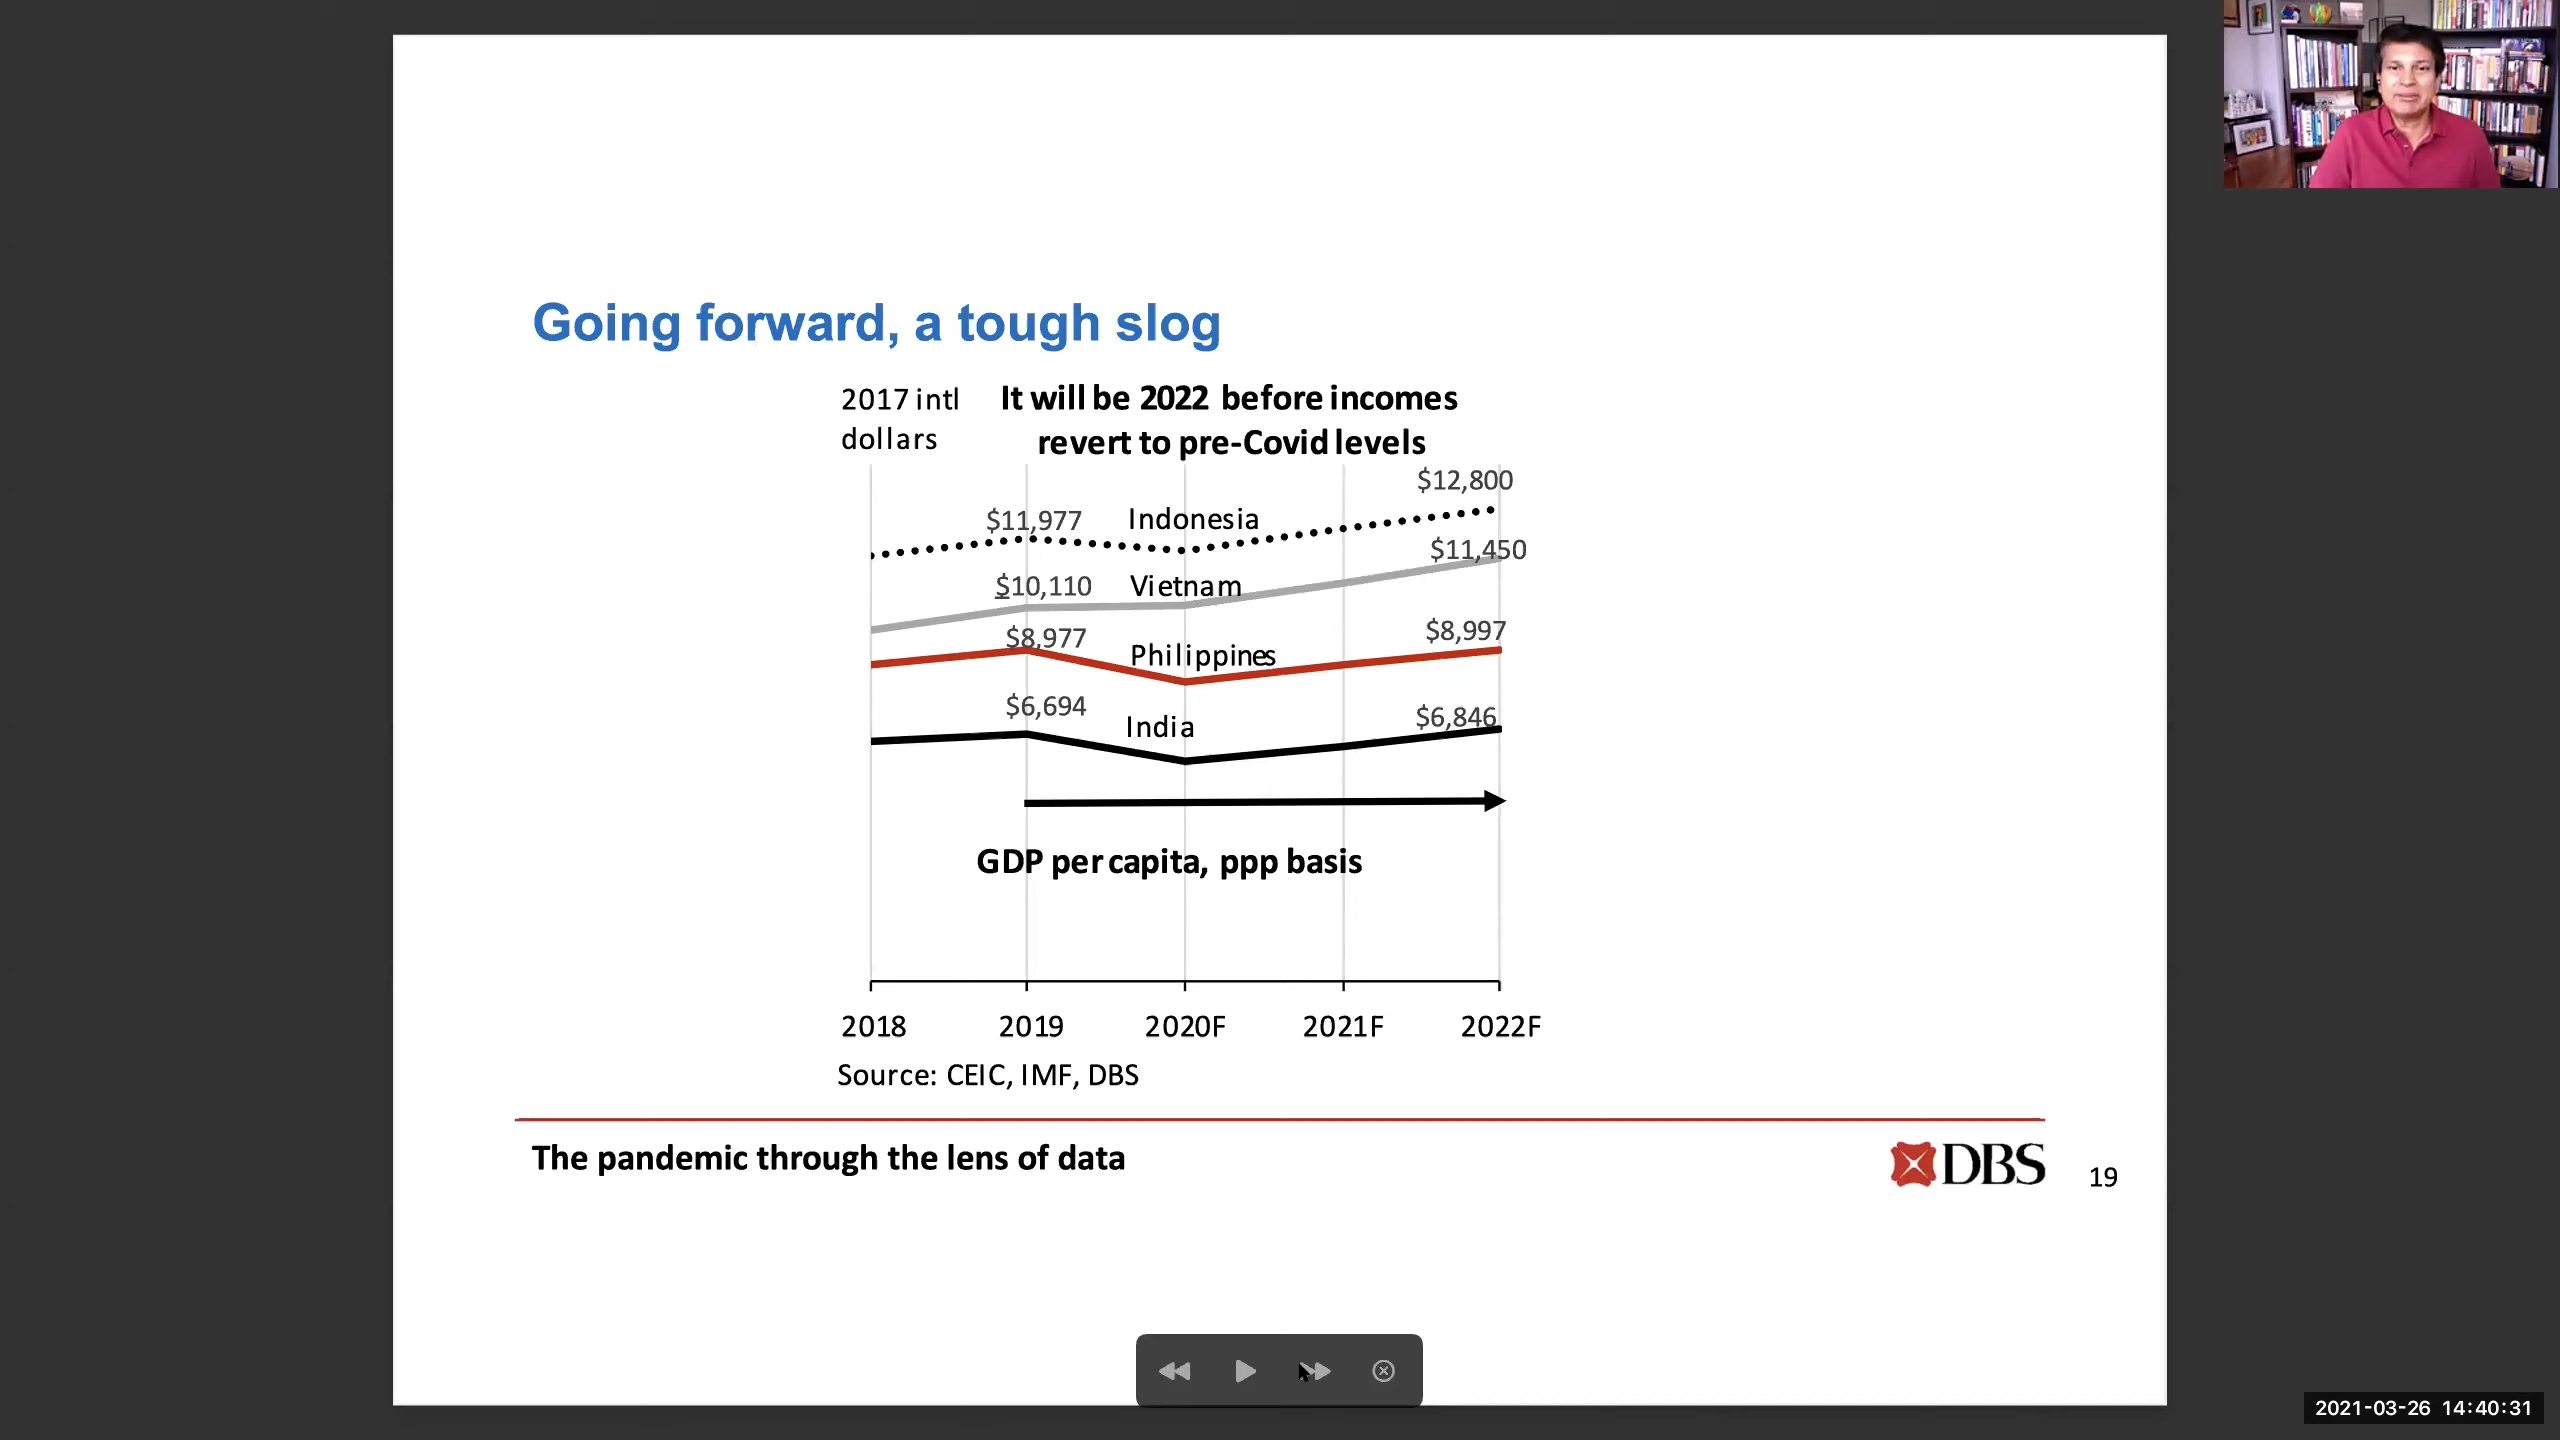 Going forward, a tough slog
2017 intl
dollars
It will be 2022 before incomes
revert to pre-Covid levels
$12,800
$11,977
Indonesia
$11,450
$10,110
Vietnam
$8,977
Philippines
$8,997
$6,694
India
$6,846
GDP per capita, ppp basis
2018 2019 2020F 2021F 2022F
Source: CEIC, IMF, DBS
The pandemic through the lens of data
DBS
19
2021-03-26 14:40:31